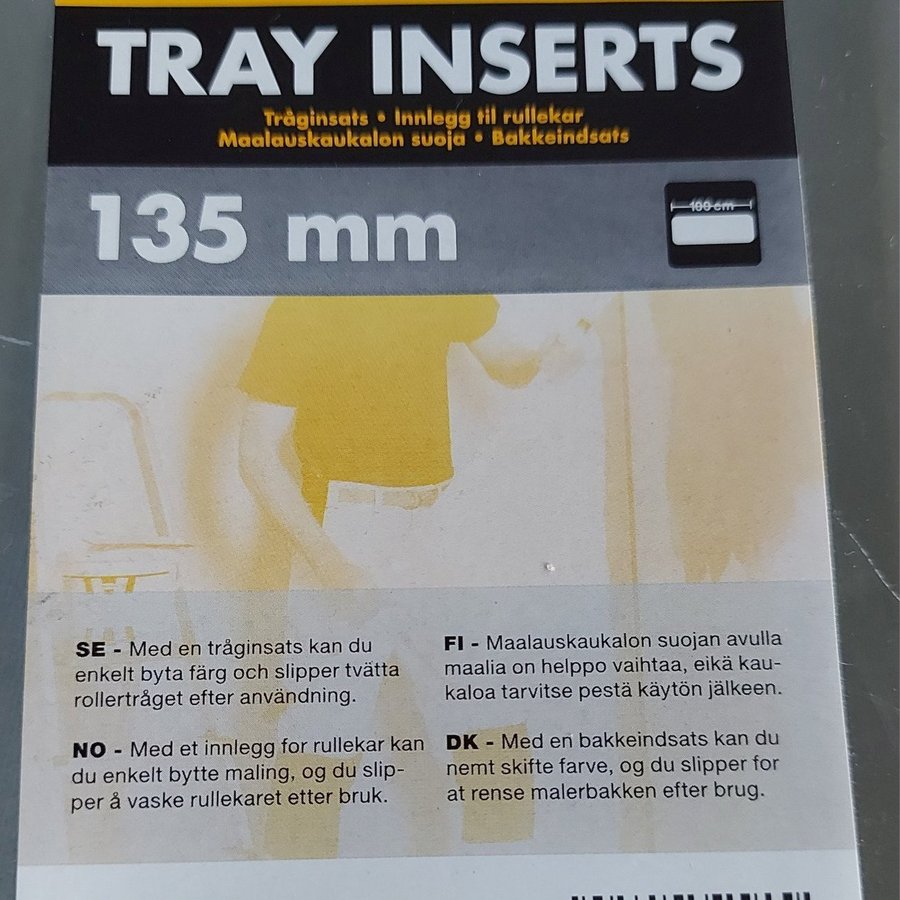 TRAY INSERTS
Tråginsats • Innlegg til rullekar
Maalauskaukalon suoja • Bakkeindsats
135 mm
100 cm
SE - Med en tråginsats kan du
enkelt byta färg och slipper tvätta
rollertråget efter användning.
NO - Med et innlegg for rullekar kan
du enkelt bytte maling, og du slip-
per å vaske rullekaret etter bruk.
FI - Maalauskaukalon suojan avulla
maalia on helppo vaihtaa, eikä kau-
kaloa tarvitse pestä käytön jälkeen.
DK - Med en bakkeindsats kan du
nemt skifte farve, og du slipper for
at rense malerbakken efter brug.